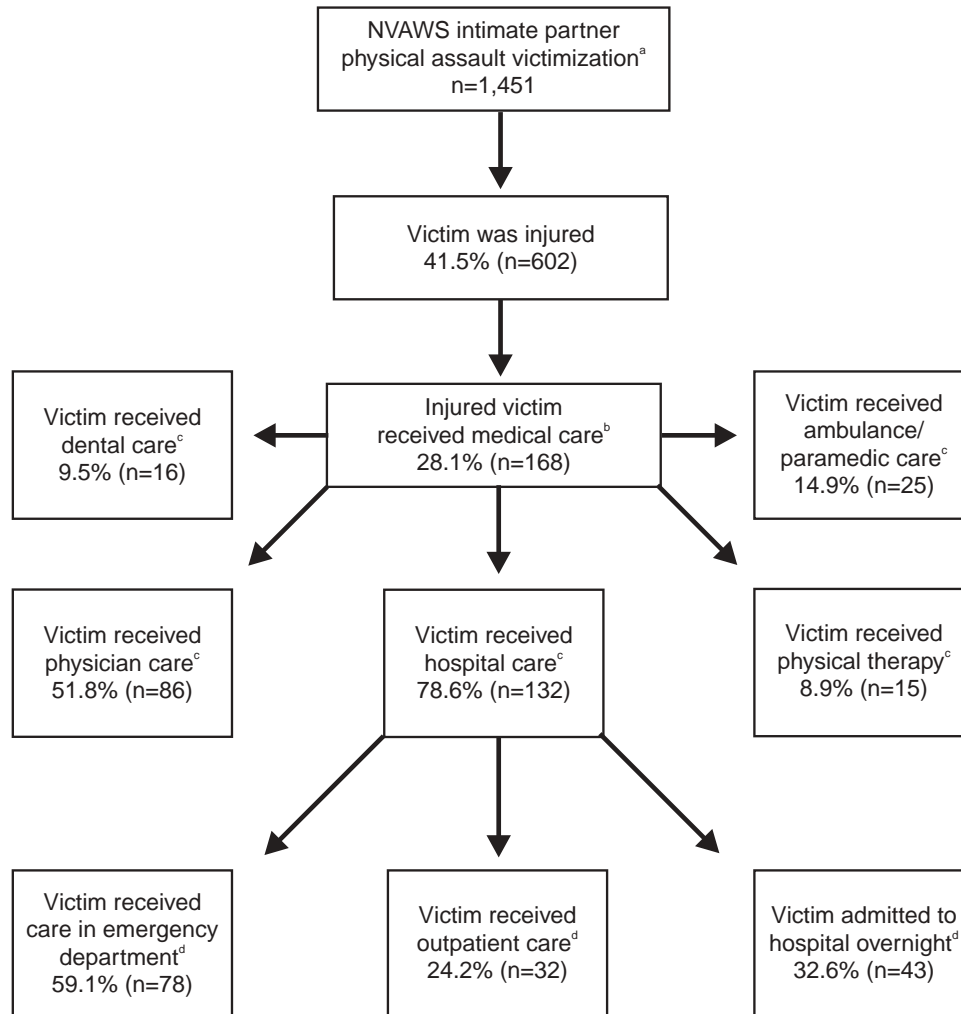 NVAWS intimate partner
physical assault victimizationᵃ
n=1,451
Victim was injured
41.5% (n=602)
Victim received
dental careᶜ
9.5% (n=16)
Injured victim
received medical careᵇ
28.1% (n=168)
Victim received
ambulance/
paramedic careᶜ
14.9% (n=25)
Victim received
physician careᶜ
51.8% (n=86)
Victim received
hospital careᶜ
78.6% (n=132)
Victim received
physical therapyᶜ
8.9% (n=15)
Victim received
care in emergency
departmentᵈ
59.1% (n=78)
Victim received
outpatient careᵈ
24.2% (n=32)
Victim admitted to
hospital overnightᵈ
32.6% (n=43)